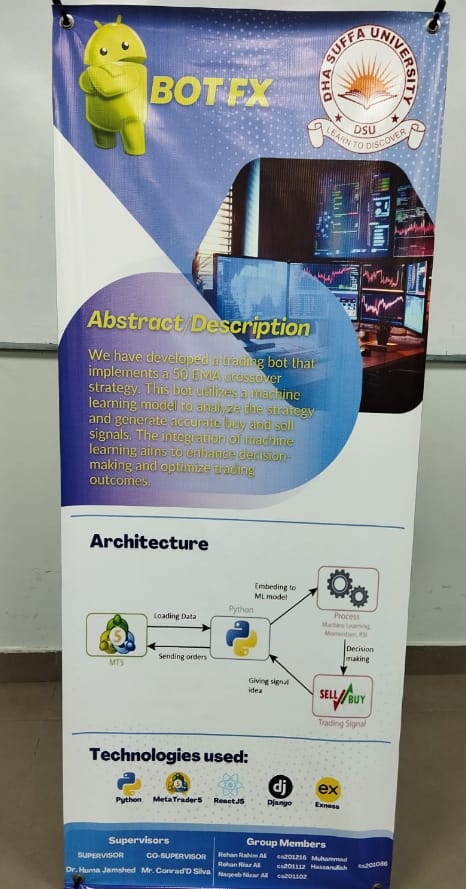 BOT FX
DHA SUFFA UNIVERSITY
DSU
LEARN TO DISCOVER
Abstract Description
We have developed a trading bot that
implements a 50 EMA crossover
strategy. This bot utilizes a machine
learning model to analyze the strategy
and generate accurate buy and sell
signals. The integration of machine
learning aims to enhance decision-
making and optimize trading
outcomes.
Architecture
Embeding to
ML model
Loading Data
Python
Process
Machine Learning,
Momentum, RSI
5
MT5
Sending orders
Decision
making
Giving signal
idea
SELL BUY
Trading Signal
Technologies used:
5
dj
ex
Python MetaTrader5 ReactJS Django Exness
Supervisors
SUPERVISOR CO-SUPERVISOR
Dr. Huma Jamshed Mr. Conrad'D Silva
Group Members
Rehan Rahim Ali cs201216 Muhammad
Rehan Riaz Ali cs201112 Hassanullah cs201086
Nageeb Nizar Ali cs201102